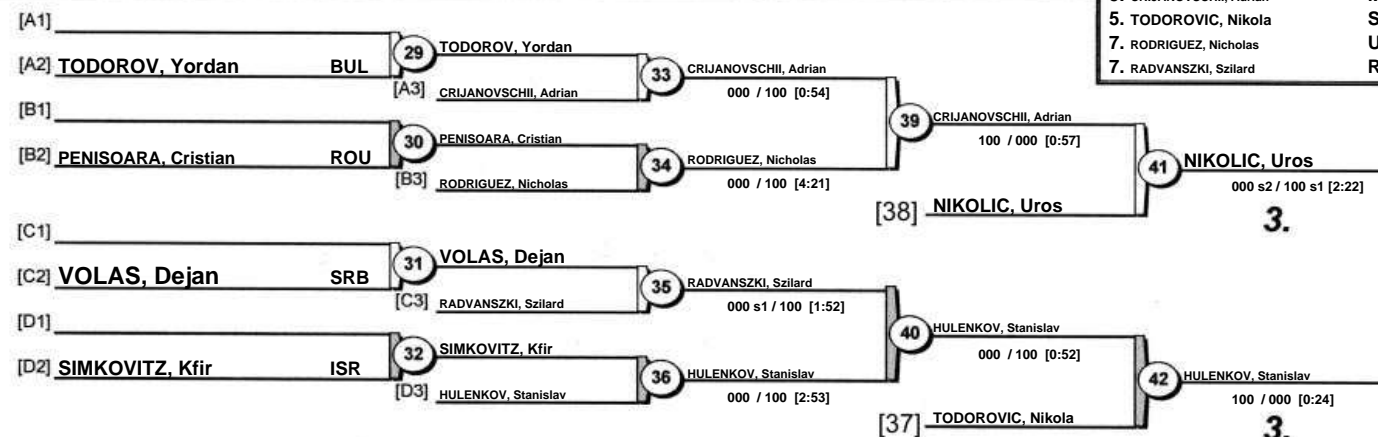 5. TODOROVIC, Nikola S
7. RODRIGUEZ, Nicholas U
7. RADVANSZKI, Szilard R
[A1]
[A2] TODOROV, Yordan BUL
29
TODOROV, Yordan
[A3] CRIJANOVSCHII, Adrian
33
CRIJANOVSCHII, Adrian
000 / 100 [0:54]
[B1]
[B2] PENISOARA, Cristian ROU
30
PENISOARA, Cristian
[B3] RODRIGUEZ, Nicholas
34
RODRIGUEZ, Nicholas
000 / 100 [4:21]
39
CRIJANOVSCHII, Adrian
100 / 000 [0:57]
[38] NIKOLIC, Uros
41
NIKOLIC, Uros
000 s2 / 100 s1 [2:22]
3.
[C1]
[C2] VOLAS, Dejan SRB
31
VOLAS, Dejan
[C3] RADVANSZKI, Szilard
35
RADVANSZKI, Szilard
000 s1 / 100 [1:52]
[D1]
[D2] SIMKOVITZ, Kfir ISR
32
SIMKOVITZ, Kfir
[D3] HULENKOV, Stanislav
36
HULENKOV, Stanislav
000 / 100 [2:53]
40
HULENKOV, Stanislav
000 / 100 [0:52]
[37] TODOROVIC, Nikola
42
HULENKOV, Stanislav
100 / 000 [0:24]
3.